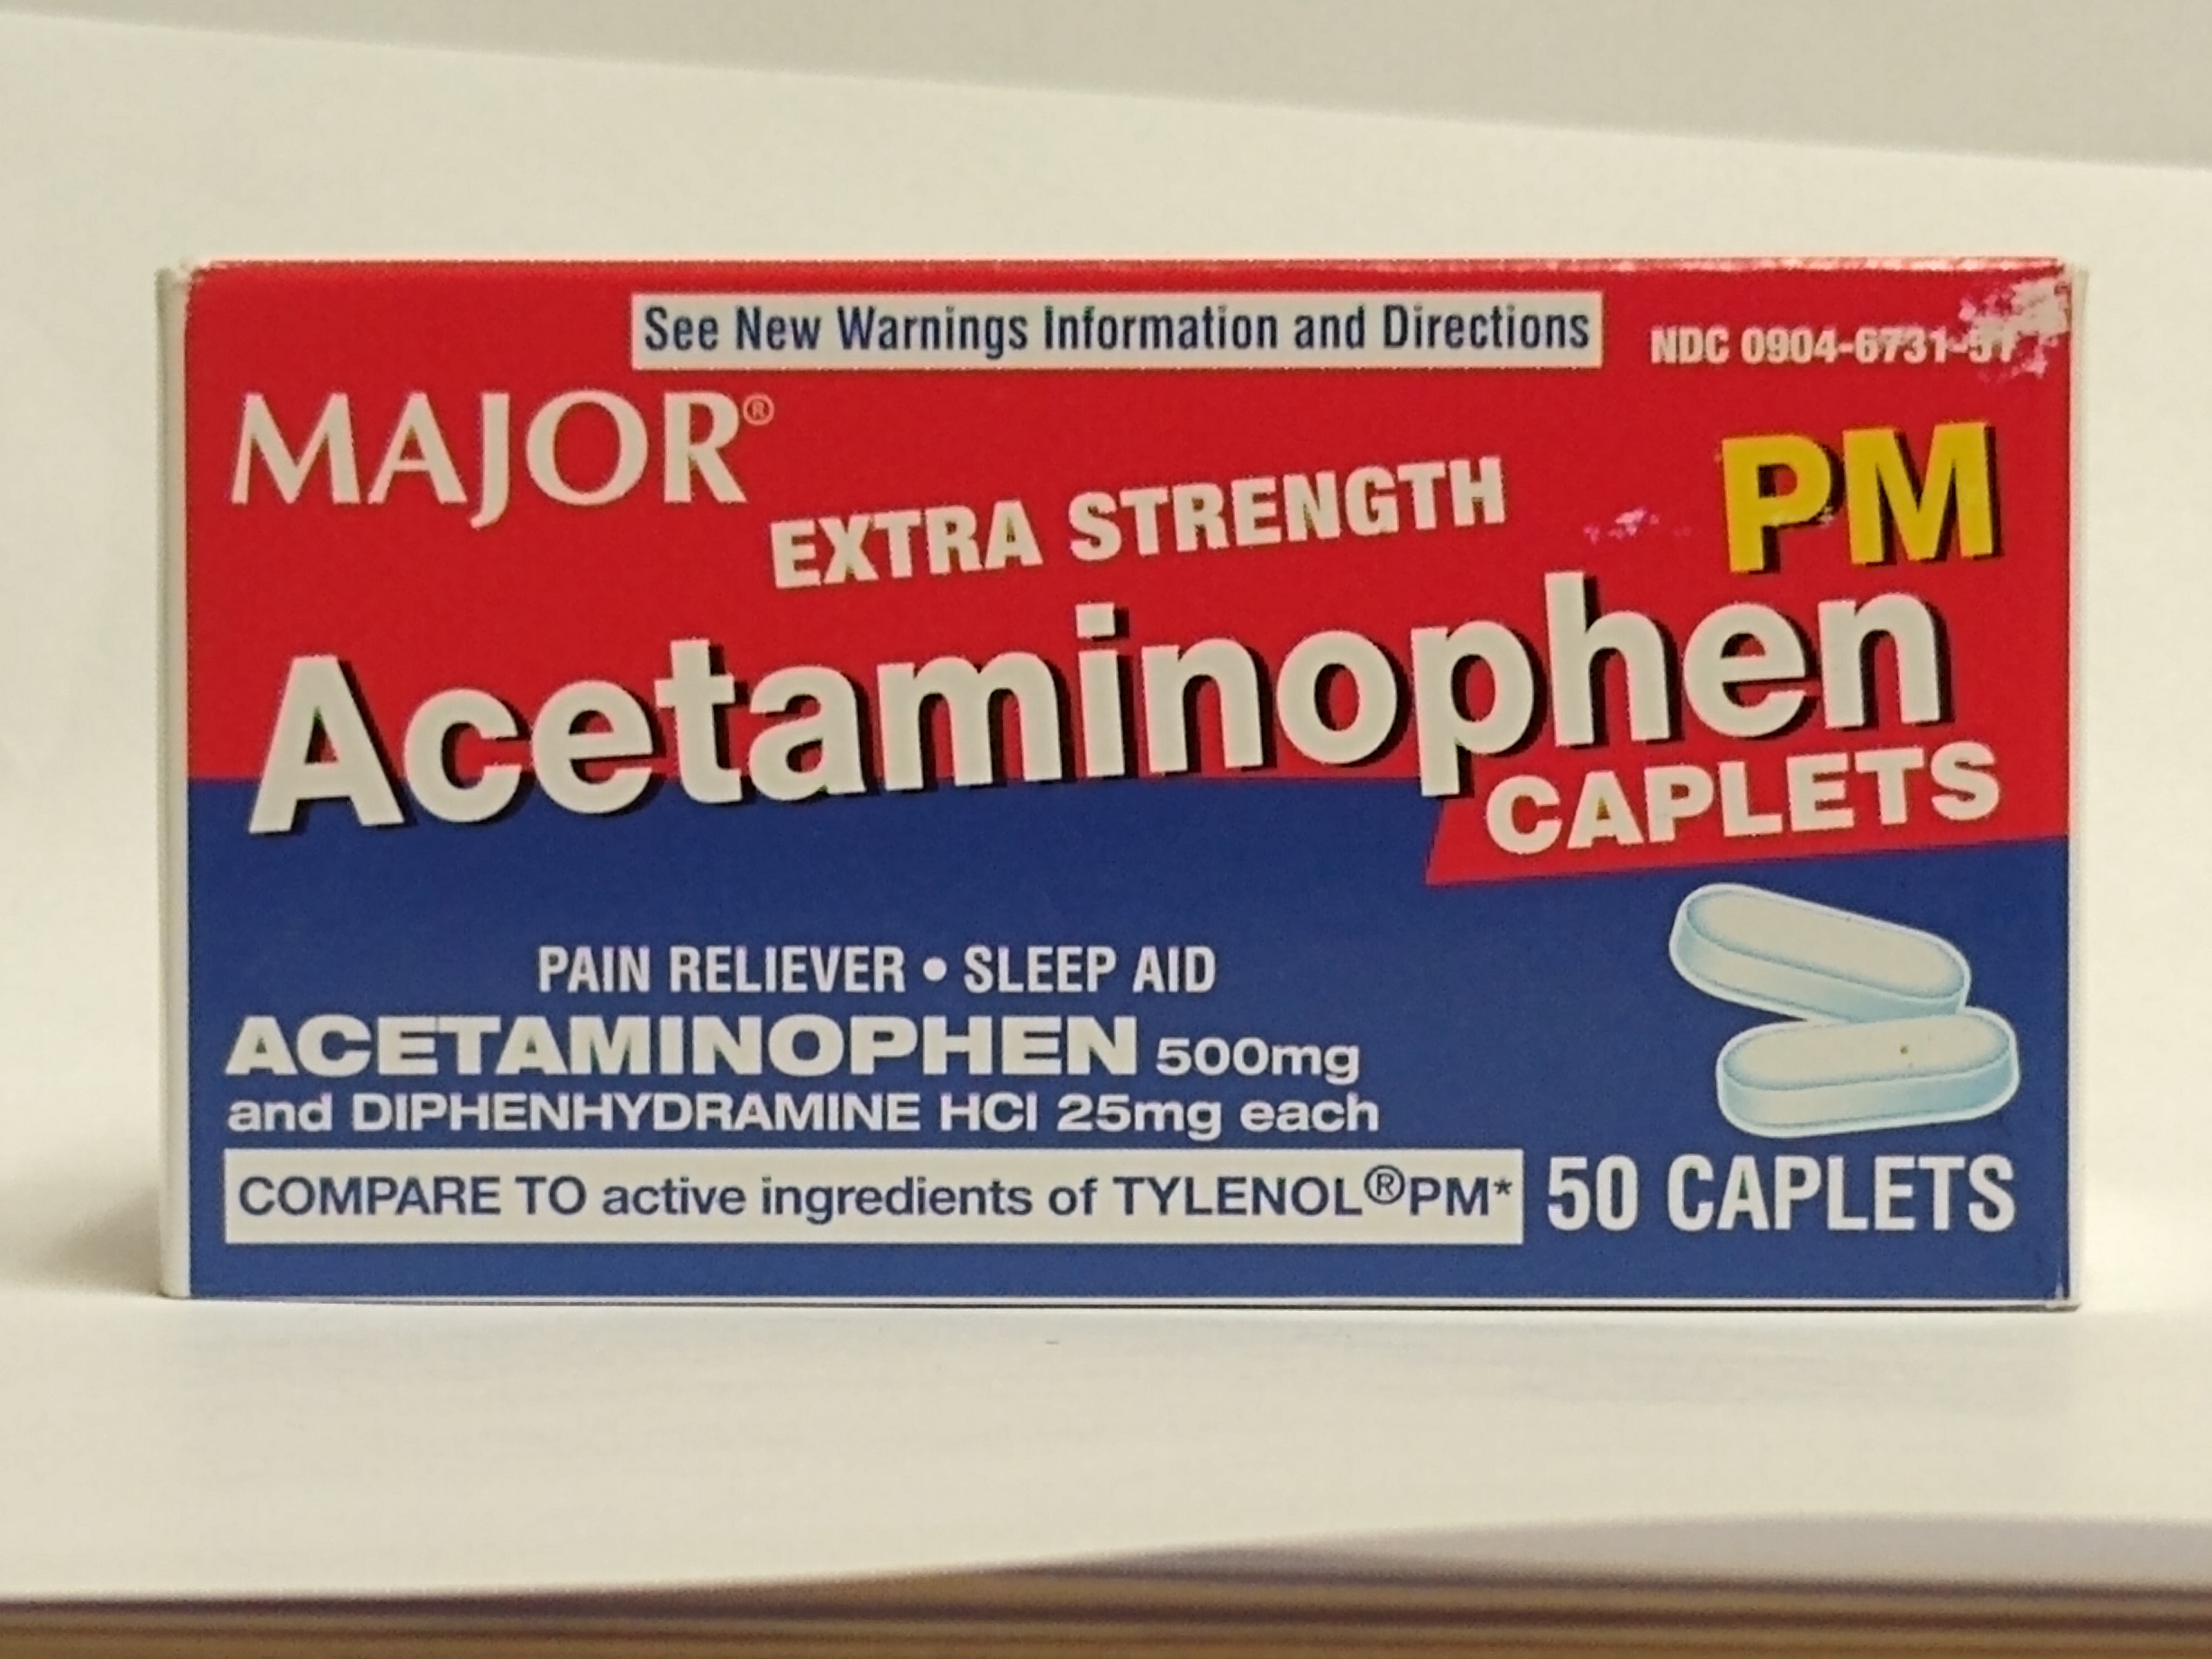 See New Warnings Information and Directions
NDC 0904-6731-51
MAJOR®
EXTRA STRENGTH
PM
Acetaminophen
CAPLETS
PAIN RELIEVER • SLEEP AID
ACETAMINOPHEN 500mg
and DIPHENHYDRAMINE HCl 25mg each
COMPARE TO active ingredients of TYLENOL®PM*
50 CAPLETS